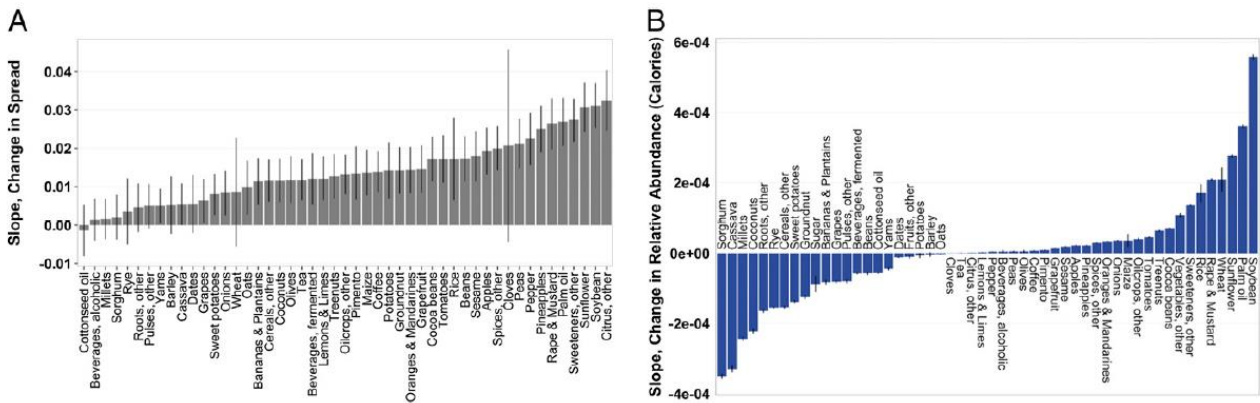 A
Slope, Change in Spread
0.04
0.03
0.02
0.01
0.00
-0.01
Cottonseed oil
Beverages, alcoholic
Millets
Sorghum
Rye
Roots, other
Pulses, other
Yams
Barley
Cassava
Dates
Grapes
Sweet potatoes
Onions
Wheat
Oats
Bananas & Plantains
Cereals, other
Coconuts
Olives
Tea
Beverages, fermented
Lemons & Limes
Treenuts
Oilcrops, other
Pimento
Maize
Coffee
Potatoes
Groundnut
Oranges & Mandarines
Grapefruit
Cocoa beans
Tomatoes
Rice
Beans
Sesame
Apples
Spices, other
Cloves
Peas
Pepper
Pineapples
Rape & Mustard
Palm oil
Sweeteners, other
Sunflower
Soybean
Citrus, other
B
Slope, Change in Relative Abundance (Calories)
6e-04
4e-04
2e-04
0e+00
-2e-04
-4e-04
Sorghum
Cassava
Millets
Coconuts
Roots, other
Rye
Cereals, other
Sweet potatoes
Groundnut
Sugar
Bananas & Plantains
Grapes
Pulses, other
Beverages, fermented
Beans
Cottonseed oil
Yams
Dates
Fruits, other
Potatoes
Barley
Oats
Cloves
Tea
Citrus, other
Lemons & Limes
Pepper
Beverages, alcoholic
Peas
Olives
Coffee
Pimento
Grapefruit
Sesame
Apples
Pineapples
Spices, other
Oranges & Mandarines
Onions
Maize
Oilcrops, other
Tomatoes
Treenuts
Cocoa beans
Vegetables, other
Sweeteners, other
Rice
Rape & Mustard
Wheat
Sunflower
Palm oil
Soybean